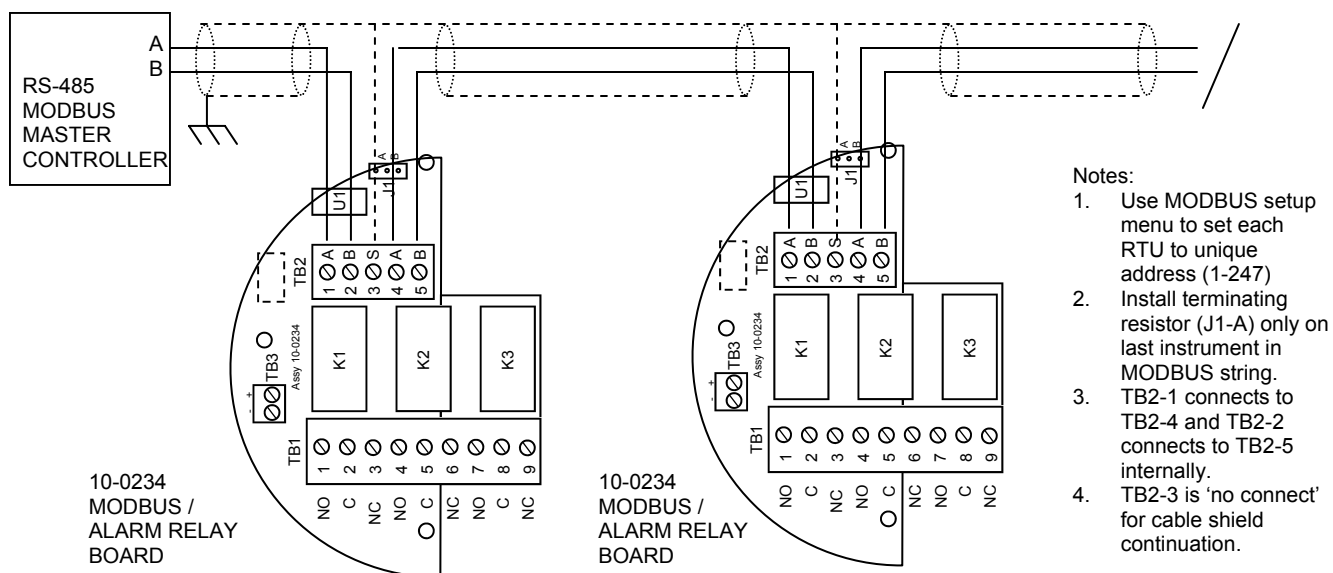 A
B
RS-485
MODBUS
MASTER
CONTROLLER
A
B
J1
U1
TB2
A B S A B
1 2 3 4 5
TB3
+ -
Assy 10-0234
K1 K2 K3
TB1
1 2 3 4 5 6 7 8 9
NO C NC NO C NC NO C NC
10-0234
MODBUS /
ALARM RELAY
BOARD
A
B
J1
U1
TB2
A B S A B
1 2 3 4 5
TB3
+ -
Assy 10-0234
K1 K2 K3
TB1
1 2 3 4 5 6 7 8 9
NO C NC NO C NC NO C NC
10-0234
MODBUS /
ALARM RELAY
BOARD
Notes:
1. Use MODBUS setup
menu to set each
RTU to unique
address (1-247)
2. Install terminating
resistor (J1-A) only on
last instrument in
MODBUS string.
3. TB2-1 connects to
TB2-4 and TB2-2
connects to TB2-5
internally.
4. TB2-3 is ‘no connect’
for cable shield
continuation.